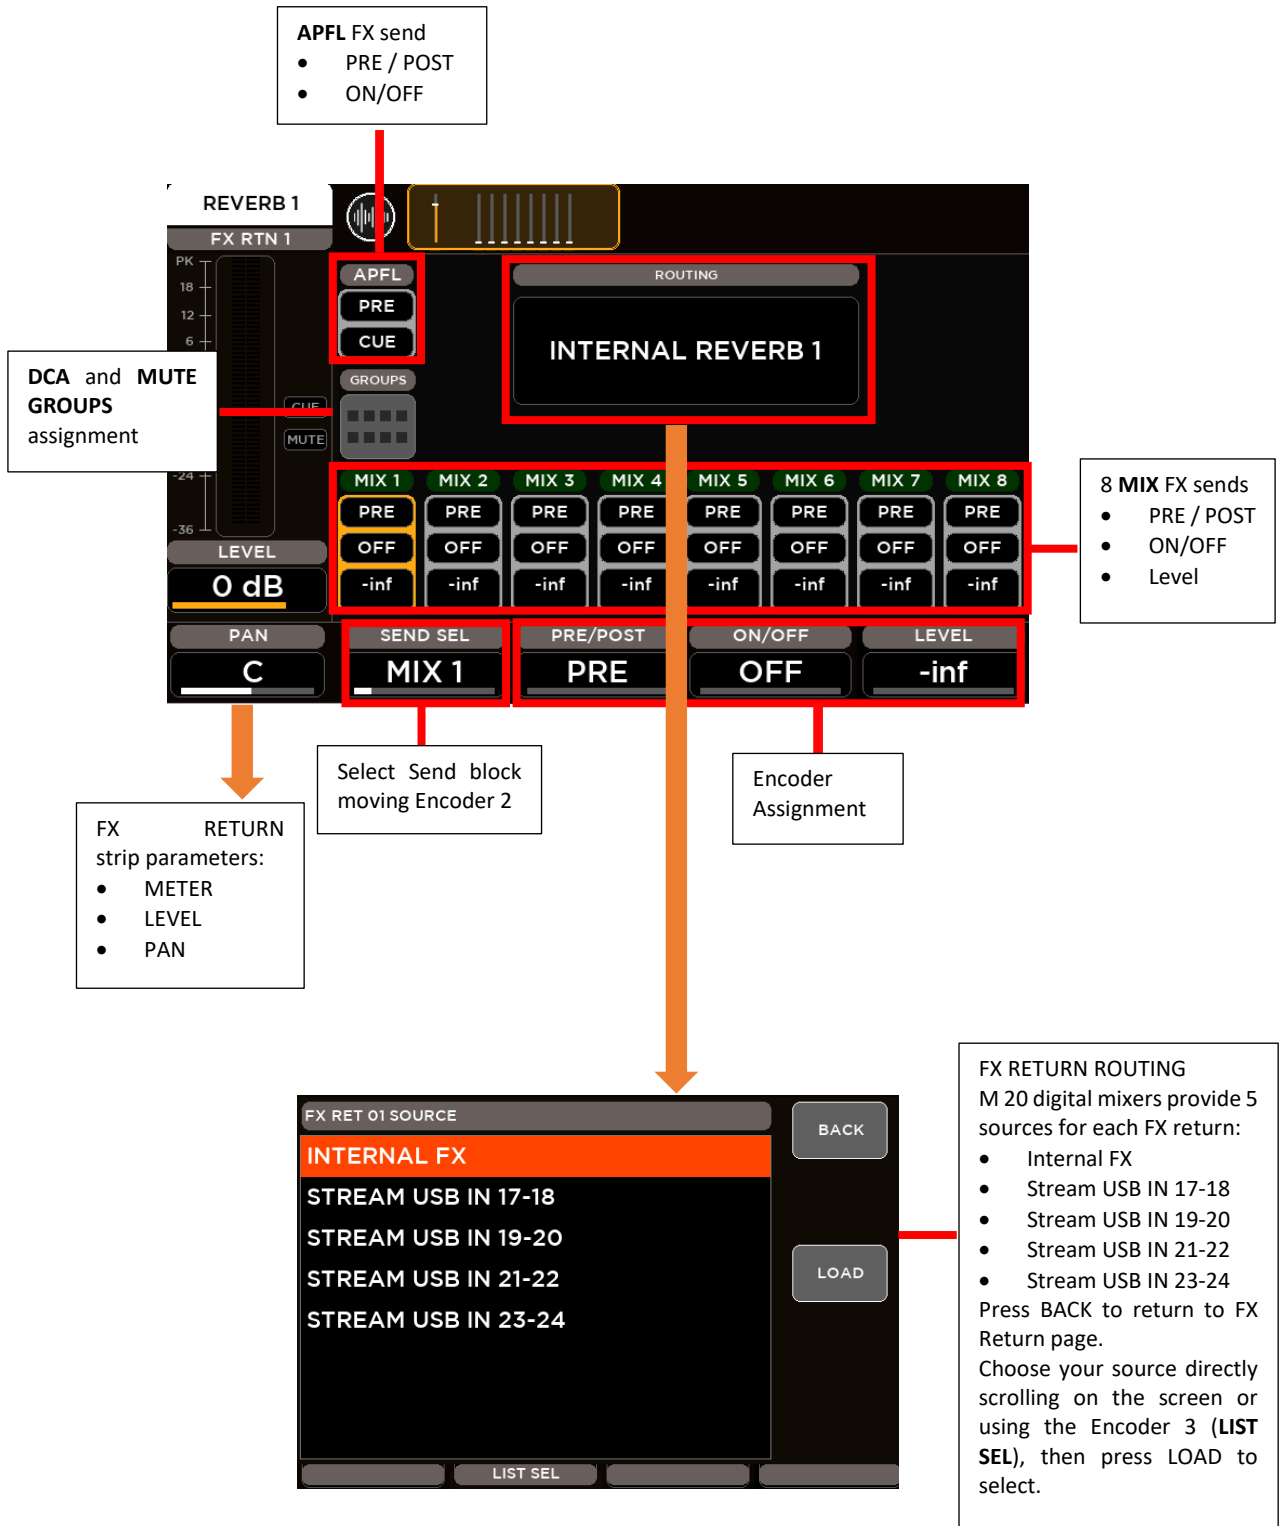 APFL FX send
• PRE / POST
• ON/OFF
REVERB 1
FX RTN 1
PK
18
12
6
-24
-36
CUE
MUTE
LEVEL
0 dB
PAN
C
APFL
PRE
CUE
GROUPS
ROUTING
INTERNAL REVERB 1
DCA and MUTE
GROUPS
assignment
MIX 1 MIX 2 MIX 3 MIX 4 MIX 5 MIX 6 MIX 7 MIX 8
PRE PRE PRE PRE PRE PRE PRE PRE
OFF OFF OFF OFF OFF OFF OFF OFF
-inf -inf -inf -inf -inf -inf -inf -inf
SEND SEL PRE/POST ON/OFF LEVEL
MIX 1 PRE OFF -inf
8 MIX FX sends
• PRE / POST
• ON/OFF
• Level
Select Send block
moving Encoder 2
Encoder
Assignment
FX RETURN
strip parameters:
• METER
• LEVEL
• PAN
FX RET 01 SOURCE
INTERNAL FX
STREAM USB IN 17-18
STREAM USB IN 19-20
STREAM USB IN 21-22
STREAM USB IN 23-24
BACK
LOAD
LIST SEL
FX RETURN ROUTING
M 20 digital mixers provide 5
sources for each FX return:
• Internal FX
• Stream USB IN 17-18
• Stream USB IN 19-20
• Stream USB IN 21-22
• Stream USB IN 23-24
Press BACK to return to FX
Return page.
Choose your source directly
scrolling on the screen or
using the Encoder 3 (LIST
SEL), then press LOAD to
select.